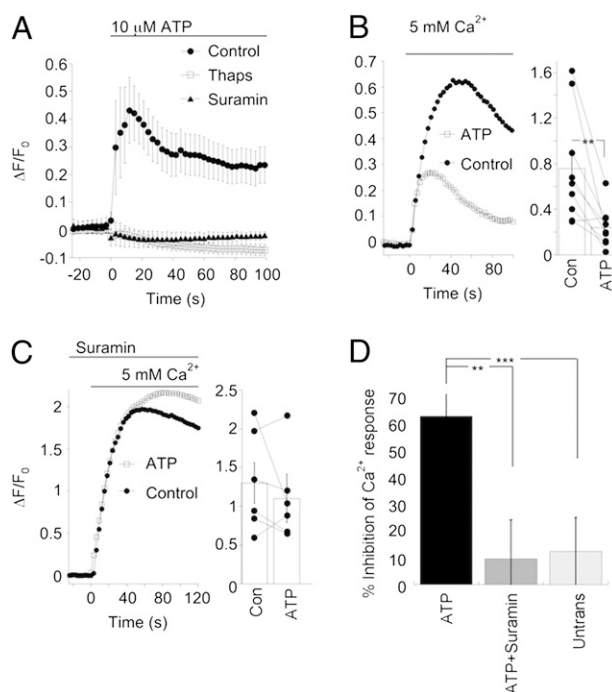 A
10 µM ATP
Control
Thaps
Suramin
0.6
0.5
0.4
0.3
0.2
0.1
0
-0.1
ΔF/F0
-20 0 20 40 60 80 100
Time (s)
B
5 mM Ca2+
0.7
0.6
0.5
0.4
0.3
0.2
0.1
0
ΔF/F0
ATP
Control
0 40 80
Time (s)
1.6
1.2
0.8
0.4
0
**
Con
ATP
C
Suramin
5 mM Ca2+
2
1.5
1
0.5
0
ΔF/F0
ATP
Control
0 40 80 120
Time (s)
2.5
2
1.5
1
0.5
0
Con
ATP
D
***
**
70
60
50
40
30
20
10
0
% Inhibition of Ca2+ response
ATP
ATP+Suramin
Untrans